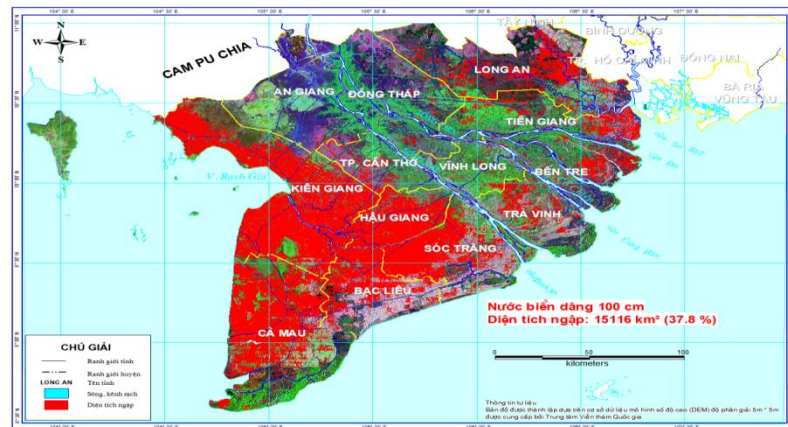 N
W E
S
CAM PU CHIA
TÂY NINH
BÌNH DƯƠNG
TP. HỒ CHÍ MINH
ĐỒNG NAI
BÀ RỊA
VŨNG TÀU
LONG AN
AN GIANG
ĐỒNG THÁP
TIỀN GIANG
TP. CẦN THƠ
VĨNH LONG
BẾN TRE
V. Rạch Giá
KIÊN GIANG
HẬU GIANG
TRÀ VINH
SÓC TRĂNG
BẠC LIÊU
CÀ MAU
Nước biển dâng 100 cm
Diện tích ngập: 15116 km² (37.8 %)
0 50 100
kilometers
CHÚ GIẢI
Ranh giới tỉnh
Ranh giới huyện
LONG AN Tên tỉnh
Sông, kênh rạch
Diện tích ngập
Thông tin tư liệu
Bản đồ được thành lập dựa trên cơ sở dữ liệu mô hình số độ cao (DEM) độ phân giải 5m * 5m
được cung cấp bởi: Trung tâm Viễn thám Quốc gia